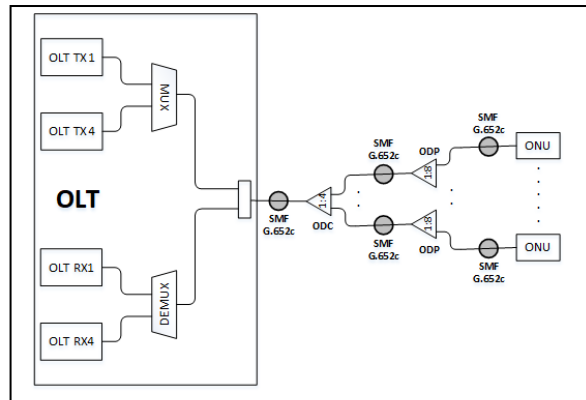 OLT TX1
OLT TX4
MUX
OLT
OLT RX1
OLT RX4
DEMUX
SMF
G.652c
1:4
ODC
SMF
G.652c
SMF
G.652c
ODP
1:8
ODP
1:8
SMF
G.652c
SMF
G.652c
ONU
ONU